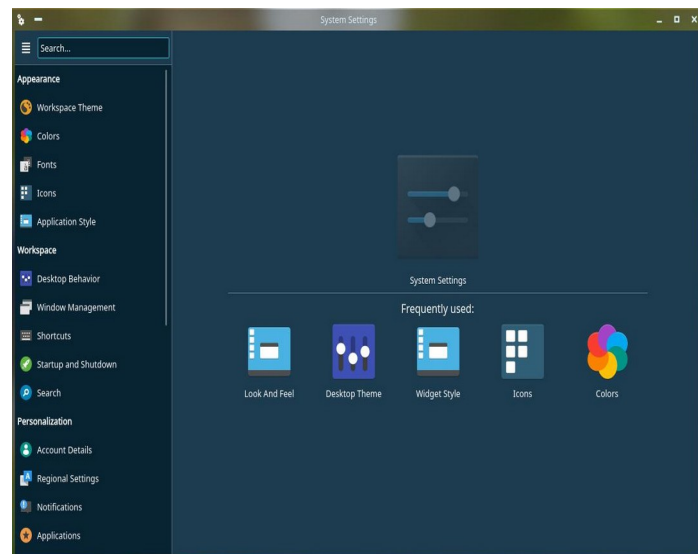 System Settings
Search...
Appearance
Workspace Theme
Colors
Fonts
Icons
Application Style
Workspace
Desktop Behavior
Window Management
Shortcuts
Startup and Shutdown
Search
Personalization
Account Details
Regional Settings
Notifications
Applications
System Settings
Frequently used:
Look And Feel
Desktop Theme
Widget Style
Icons
Colors